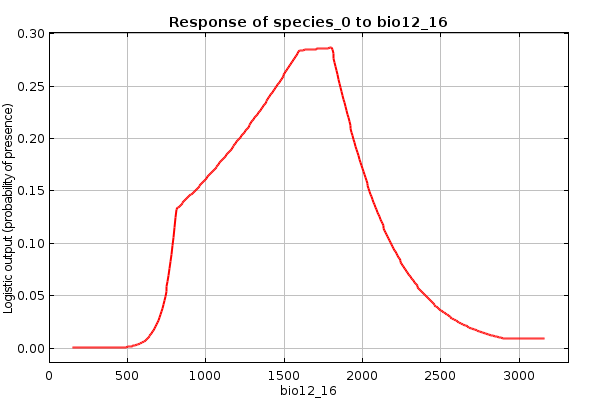 Response of species_0 to bio12_16
Logistic output (probability of presence)
0.30
0.25
0.20
0.15
0.10
0.05
0.00
0 500 1000 1500 2000 2500 3000
bio12_16